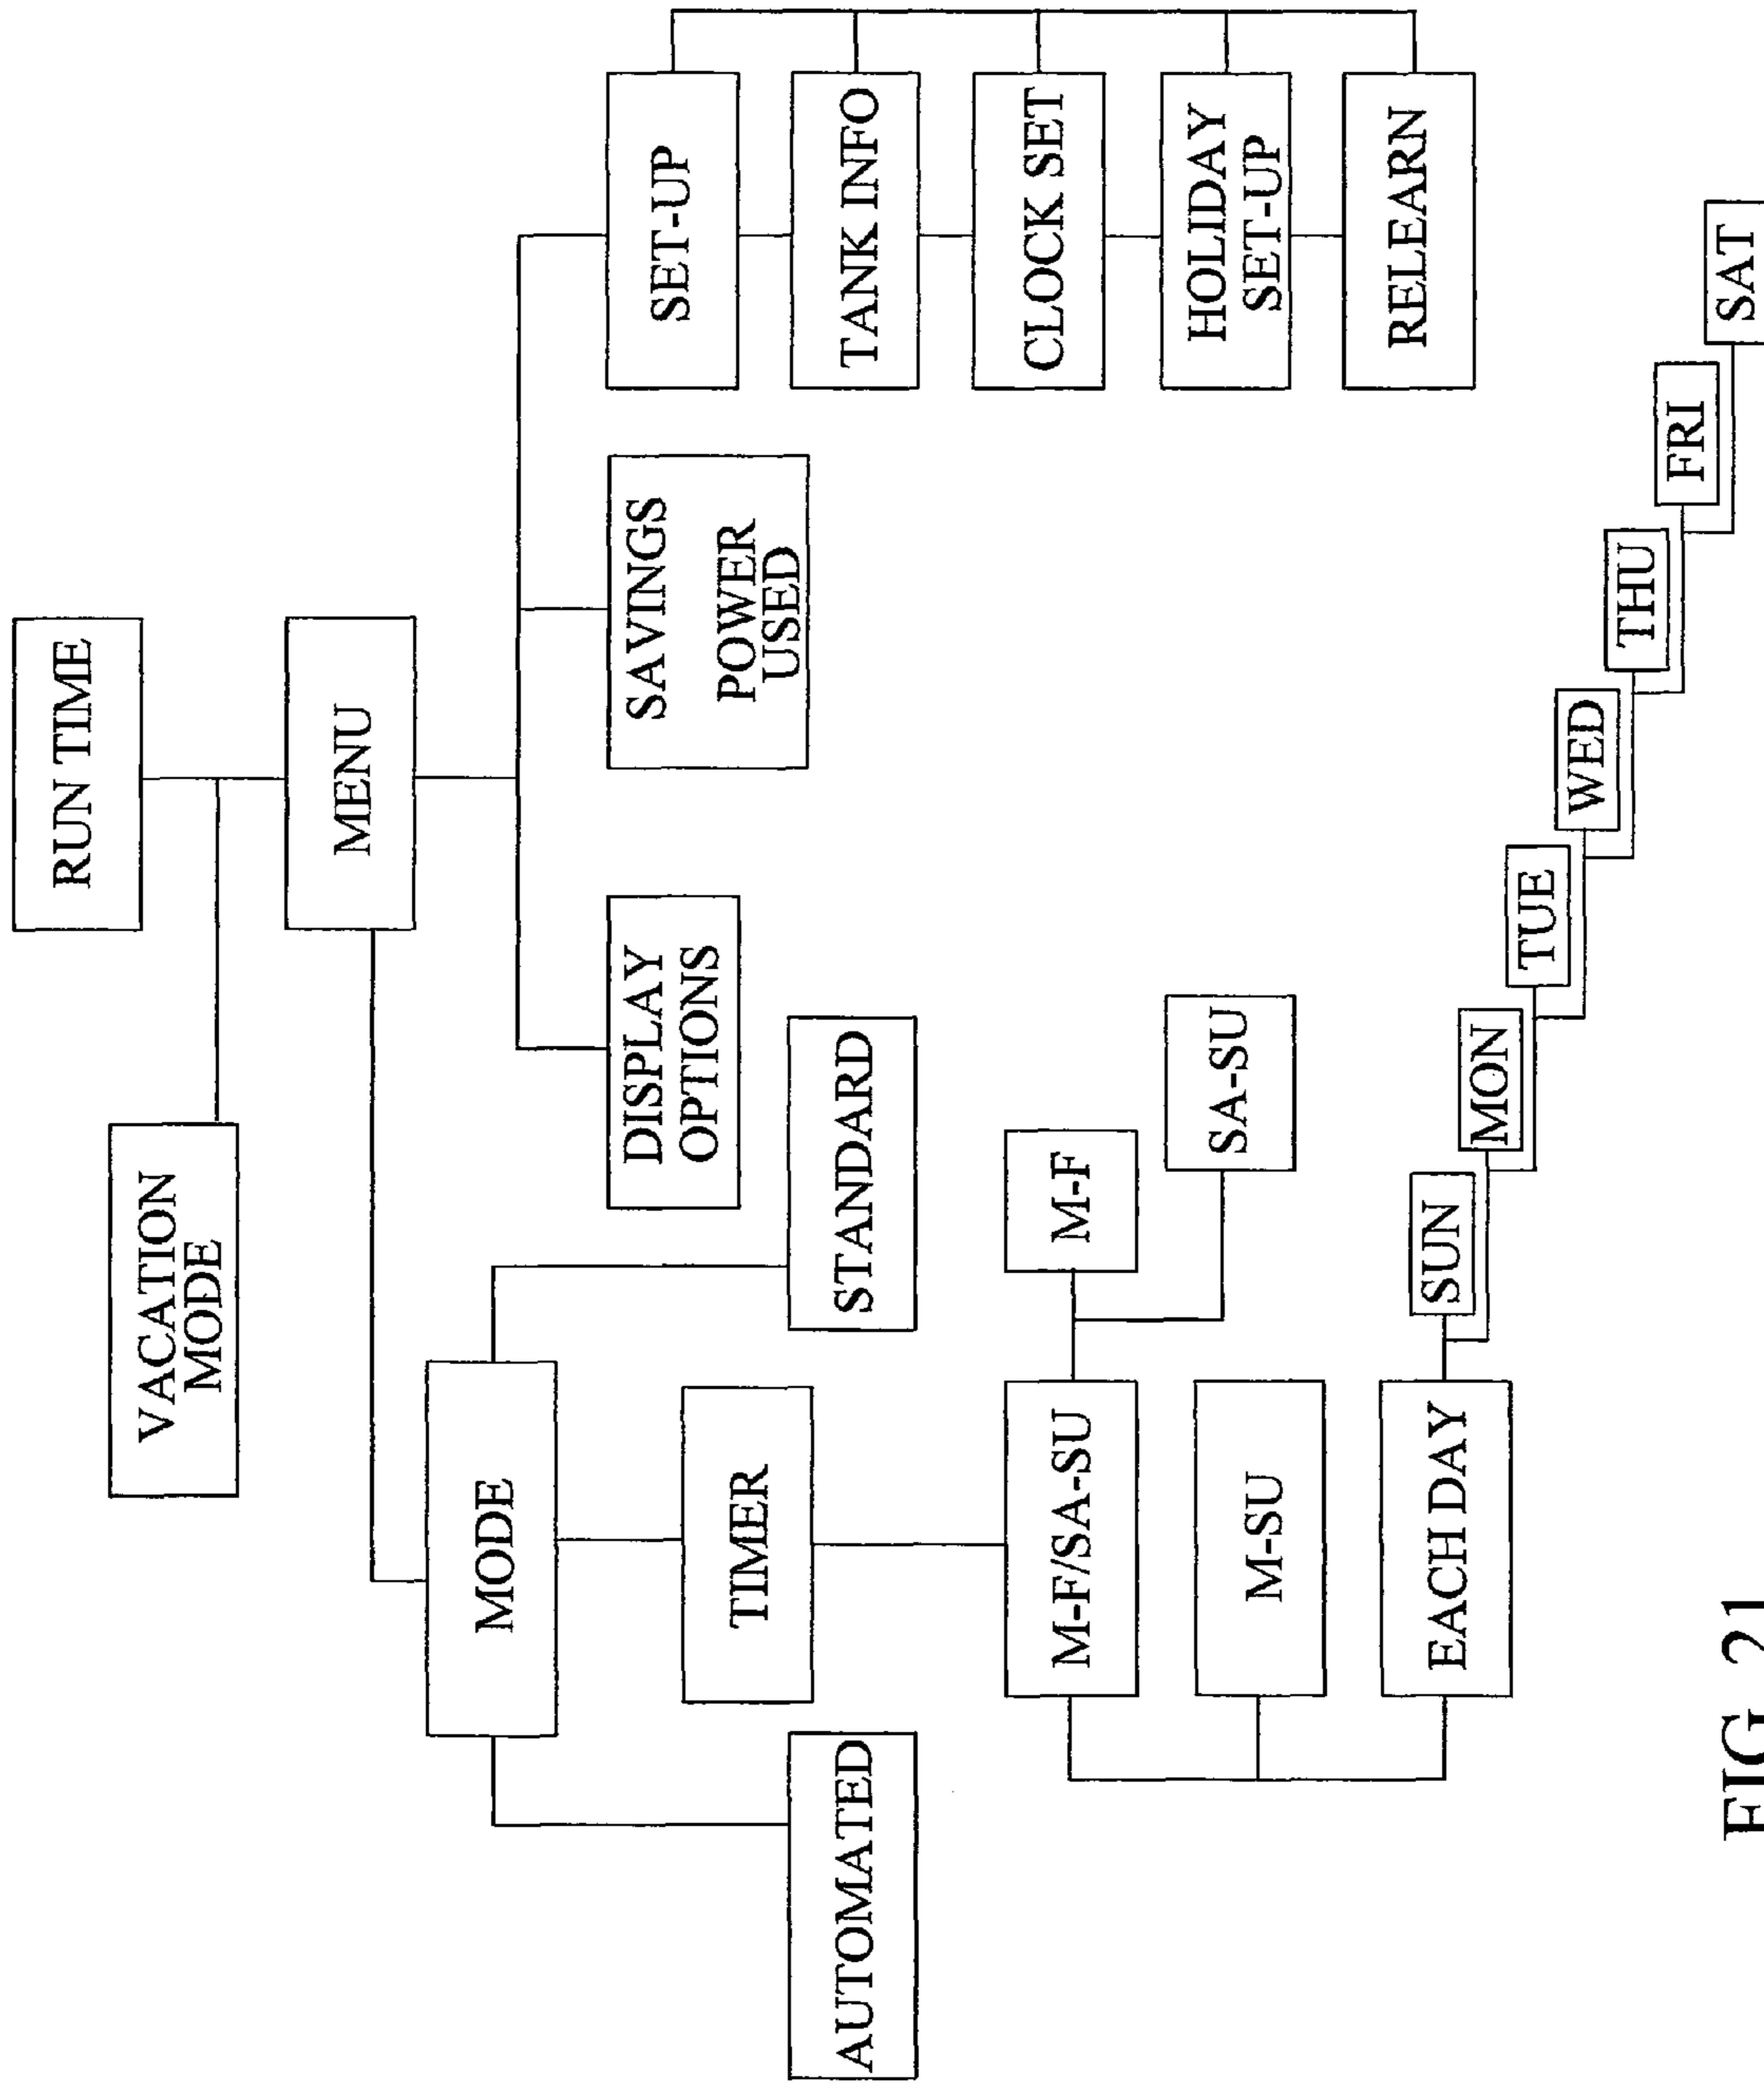 RUN TIME
VACATION
MODE
MENU
MODE
DISPLAY
OPTIONS
SAVINGS
POWER
USED
SET-UP
TANK INFO
CLOCK SET
HOLIDAY
SET-UP
RELEARN
AUTOMATED
TIMER
STANDARD
M-F/SA-SU
M-F
SA-SU
M-SU
EACH DAY
SUN
MON
TUE
WED
THU
FRI
SAT
FIG. 21